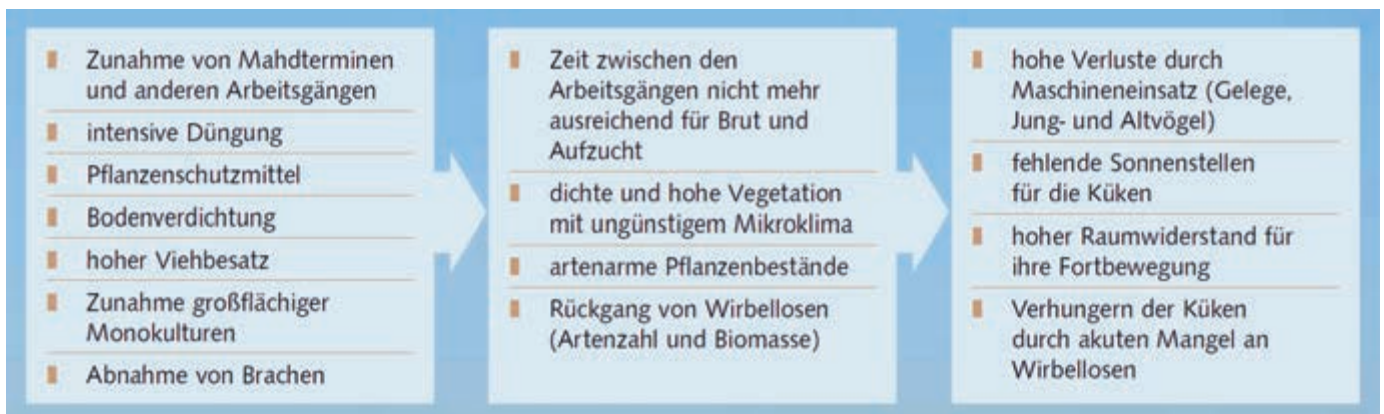 Zunahme von Mahdterminen
und anderen Arbeitsgängen
intensive Düngung
Pflanzenschutzmittel
Bodenverdichtung
hoher Viehbesatz
Zunahme großflächiger
Monokulturen
Abnahme von Brachen
Zeit zwischen den
Arbeitsgängen nicht mehr
ausreichend für Brut und
Aufzucht
dichte und hohe Vegetation
mit ungünstigem Mikroklima
artenarme Pflanzenbestände
Rückgang von Wirbellosen
(Artenzahl und Biomasse)
hohe Verluste durch
Maschineneinsatz (Gelege,
Jung- und Altvögel)
fehlende Sonnenstellen
für die Küken
hoher Raumwiderstand für
ihre Fortbewegung
Verhungern der Küken
durch akuten Mangel an
Wirbellosen